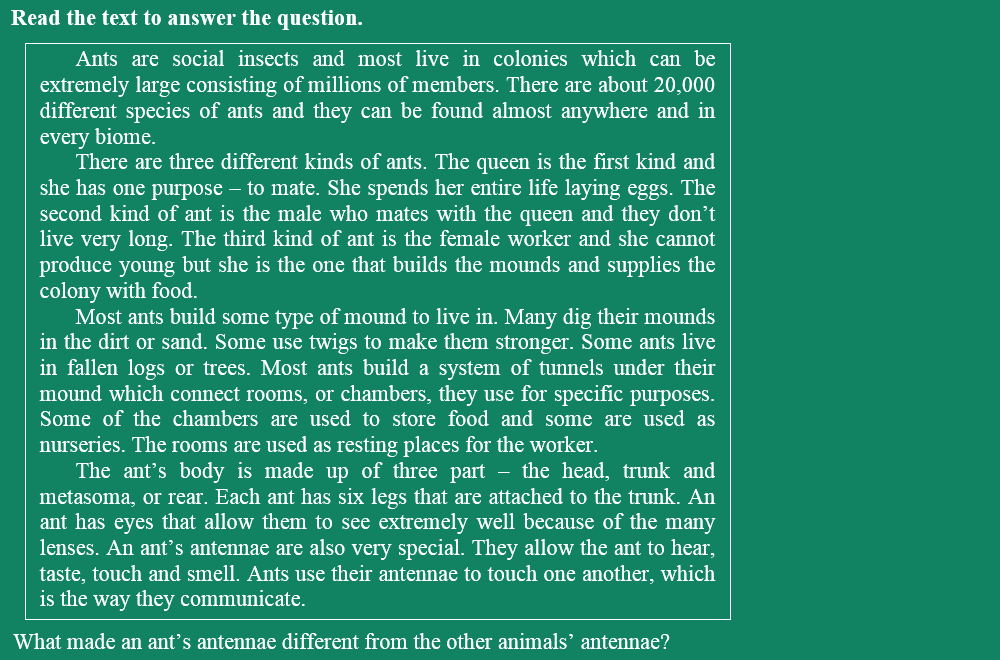 Read the text to answer the question.
Ants are social insects and most live in colonies which can be
extremely large consisting of millions of members. There are about 20,000
different species of ants and they can be found almost anywhere and in
every biome.
There are three different kinds of ants. The queen is the first kind and
she has one purpose – to mate. She spends her entire life laying eggs. The
second kind of ant is the male who mates with the queen and they don’t
live very long. The third kind of ant is the female worker and she cannot
produce young but she is the one that builds the mounds and supplies the
colony with food.
Most ants build some type of mound to live in. Many dig their mounds
in the dirt or sand. Some use twigs to make them stronger. Some ants live
in fallen logs or trees. Most ants build a system of tunnels under their
mound which connect rooms, or chambers, they use for specific purposes.
Some of the chambers are used to store food and some are used as
nurseries. The rooms are used as resting places for the worker.
The ant’s body is made up of three part – the head, trunk and
metasoma, or rear. Each ant has six legs that are attached to the trunk. An
ant has eyes that allow them to see extremely well because of the many
lenses. An ant’s antennae are also very special. They allow the ant to hear,
taste, touch and smell. Ants use their antennae to touch one another, which
is the way they communicate.
What made an ant’s antennae different from the other animals’ antennae?